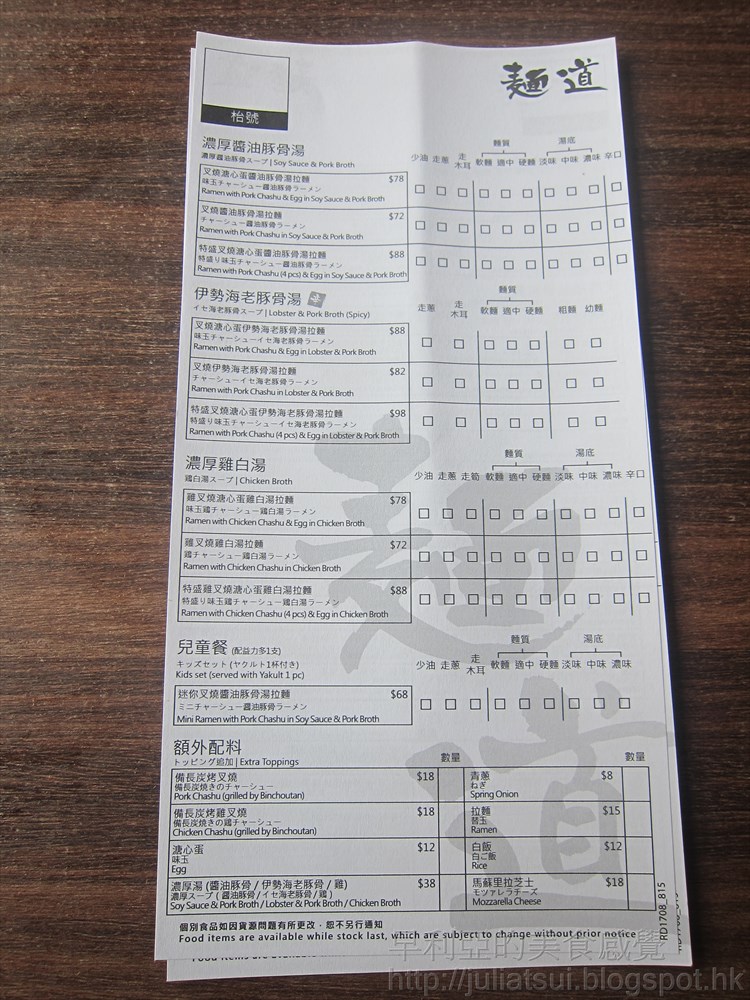 麵道
枱號
濃厚醬油豚骨湯
濃厚醬油豚骨スープ | Soy Sauce & Pork Broth
麵質 湯底
少油 走蔥 走木耳 軟麵 適中 硬麵 淡味 中味 濃味 辛口
叉燒溏心蛋醬油豚骨湯拉麵 $78
味玉チャーシュー醬油豚骨ラーメン
Ramen with Pork Chashu & Egg in Soy Sauce & Pork Broth
叉燒醬油豚骨湯拉麵 $72
チャーシュー醬油豚骨ラーメン
Ramen with Pork Chashu in Soy Sauce & Pork Broth
特盛叉燒溏心蛋醬油豚骨湯拉麵 $88
特盛り味玉チャーシュー醬油豚骨ラーメン
Ramen with Pork Chashu (4 pcs) & Egg in Soy Sauce & Pork Broth
伊勢海老豚骨湯 辛
イセ海老豚骨スープ | Lobster & Pork Broth (Spicy)
麵質
走蔥 走木耳 軟麵 適中 硬麵 粗麵 幼麵
叉燒溏心蛋伊勢海老豚骨湯拉麵 $88
味玉チャーシューイセ海老豚骨ラーメン
Ramen with Pork Chashu & Egg in Lobster & Pork Broth
叉燒伊勢海老豚骨湯拉麵 $82
チャーシューイセ海老豚骨ラーメン
Ramen with Pork Chashu in Lobster & Pork Broth
特盛叉燒溏心蛋伊勢海老豚骨湯拉麵 $98
特盛り味玉チャーシューイセ海老豚骨ラーメン
Ramen with Pork Chashu (4 pcs) & Egg in Lobster & Pork Broth
濃厚雞白湯
鶏白湯スープ | Chicken Broth
麵質 湯底
少油 走蔥 走筍 軟麵 適中 硬麵 淡味 中味 濃味 辛口
雞叉燒溏心蛋雞白湯拉麵 $78
味玉鶏チャーシュー鶏白湯ラーメン
Ramen with Chicken Chashu & Egg in Chicken Broth
雞叉燒雞白湯拉麵 $72
鶏チャーシュー鶏白湯ラーメン
Ramen with Chicken Chashu in Chicken Broth
特盛雞叉燒溏心蛋雞白湯拉麵 $88
特盛り味玉鶏チャーシュー鶏白湯ラーメン
Ramen with Chicken Chashu (4 pcs) & Egg in Chicken Broth
兒童餐 (配益力多1支)
キッズセット (ヤクルト1杯付き)
Kids set (served with Yakult 1 pc)
麵質 湯底
少油 走蔥 走木耳 軟麵 適中 硬麵 淡味 中味 濃味
迷你叉燒醬油豚骨湯拉麵 $68
ミニチャーシュー醬油豚骨ラーメン
Mini Ramen with Pork Chashu in Soy Sauce & Pork Broth
額外配料
トッピング追加 | Extra Toppings
數量 數量
備長炭烤叉燒 $18
備長炭焼きのチャーシュー
Pork Chashu (grilled by Binchoutan)
備長炭烤雞叉燒 $18
備長炭焼きの鶏チャーシュー
Chicken Chashu (grilled by Binchoutan)
溏心蛋 $12
味玉
Egg
濃厚湯 (醬油豚骨 / 伊勢海老豚骨 / 雞) $38
濃厚スープ (醬油豚骨 / イセ海老豚骨 / 鶏)
Soy Sauce & Pork Broth / Lobster & Pork Broth / Chicken Broth
青蔥 $8
ねぎ
Spring Onion
拉麵 $15
替玉
Ramen
白飯 $12
白ご飯
Rice
馬蘇里拉芝士 $18
モツァレラチーズ
Mozzarella Cheese
個別食品如因貨源問題有所更改，恕不另行通知
Food items are available while stock last, which are subject to change without prior notice
RD1708_815
麵道
卒利亞的美食感覺
http://juliatsui.blogspot.hk